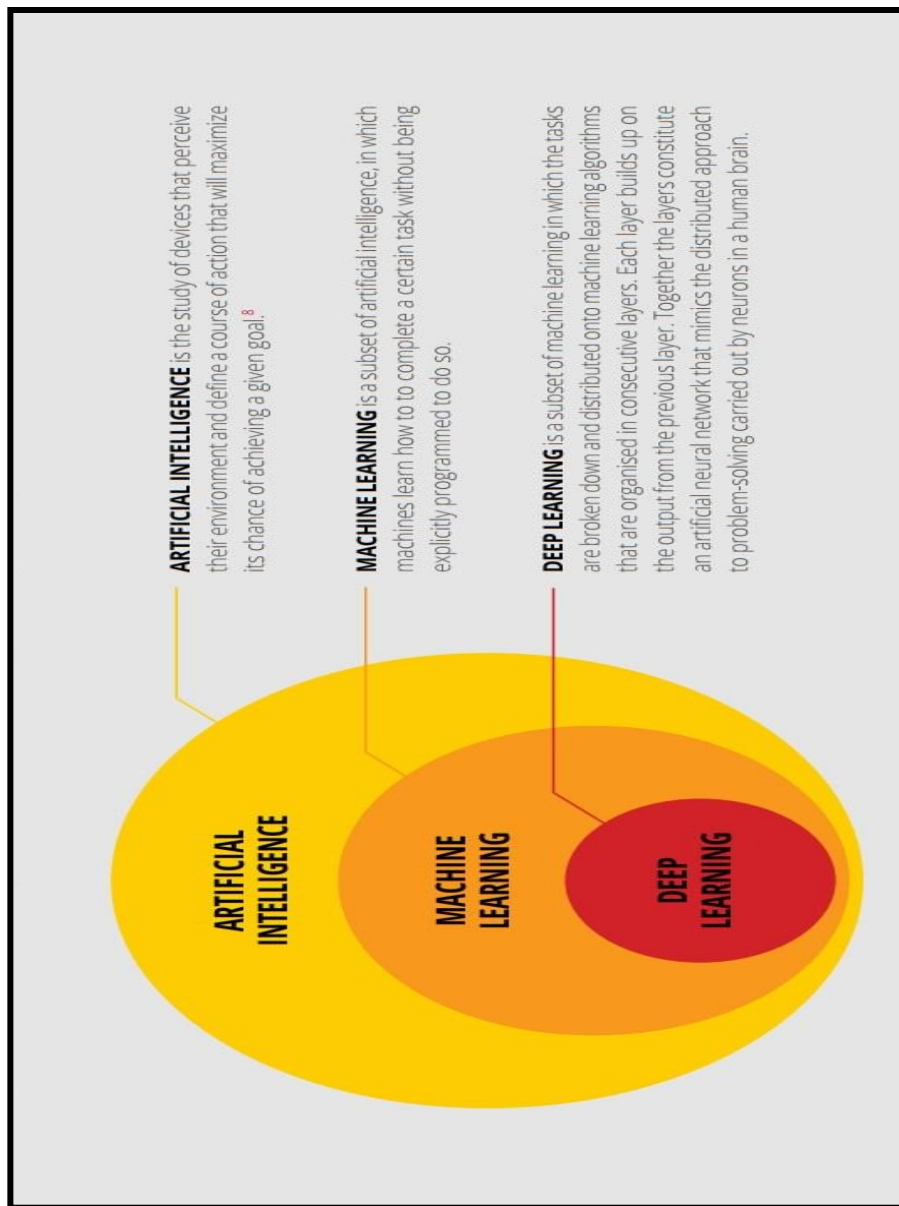 ARTIFICIAL
INTELLIGENCE
MACHINE
LEARNING
DEEP
LEARNING
ARTIFICIAL INTELLIGENCE is the study of devices that perceive
their environment and define a course of action that will maximize
its chance of achieving a given goal.8
MACHINE LEARNING is a subset of artificial intelligence, in which
machines learn how to to complete a certain task without being
explicitly programmed to do so.
DEEP LEARNING is a subset of machine learning in which the tasks
are broken down and distributed onto machine learning algorithms
that are organised in consecutive layers. Each layer builds up on
the output from the previous layer. Together the layers constitute
an artificial neural network that mimics the distributed approach
to problem-solving carried out by neurons in a human brain.